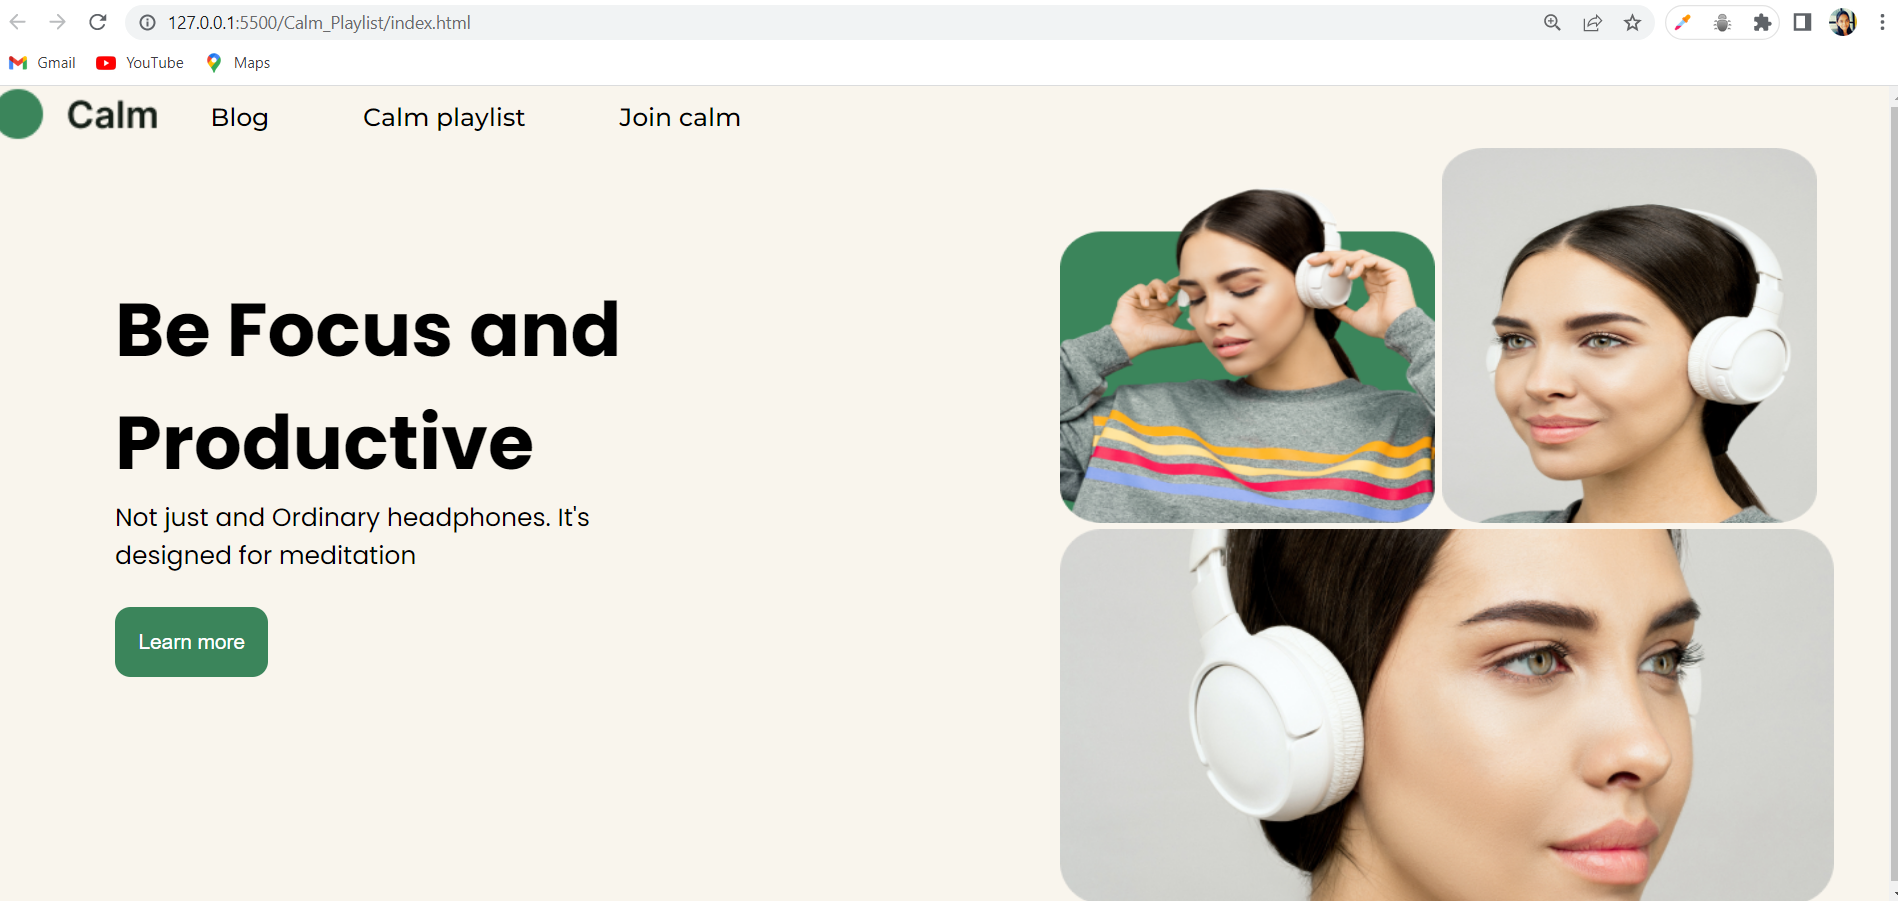 127.0.0.1:5500/Calm_Playlist/index.html
Gmail YouTube Maps
Calm Blog Calm playlist Join calm
Be Focus and
Productive
Not just and Ordinary headphones. It's
designed for meditation
Learn more